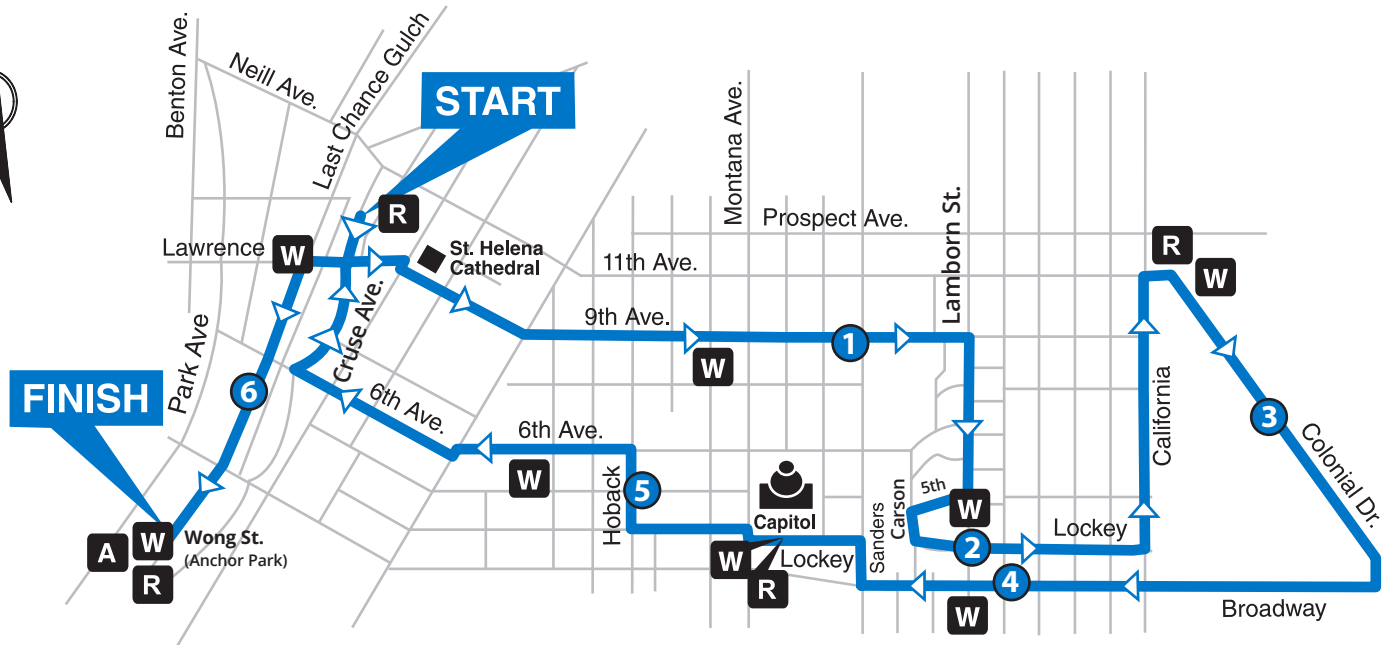 Benton Ave.
Neill Ave.
Last Chance Gulch
START
R
Montana Ave.
Lamborn St.
Prospect Ave.
Lawrence
W
St. Helena
Cathedral
11th Ave.
R
W
9th Ave.
1
W
Cruse Ave.
Park Ave
6
FINISH
6th Ave.
6th Ave.
W
Hoback
5
Capitol
Sanders
Carson
5th
W
2
Lockey
California
3
Colonial Dr.
A
W
R
Wong St.
(Anchor Park)
W
R
Lockey
4
W
Broadway